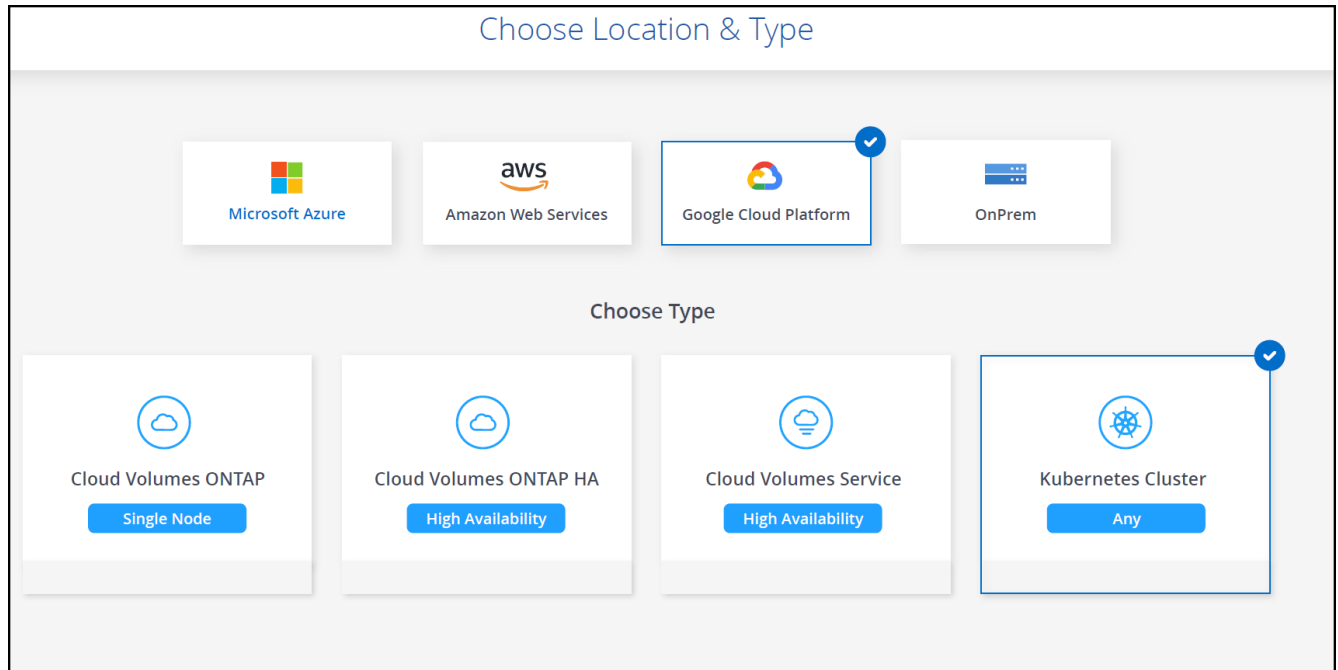 Choose Location & Type
aws
Microsoft Azure
Amazon Web Services
Google Cloud Platform
OnPrem
Choose Type
Cloud Volumes ONTAP
Single Node
Cloud Volumes ONTAP HA
High Availability
Cloud Volumes Service
High Availability
Kubernetes Cluster
Any